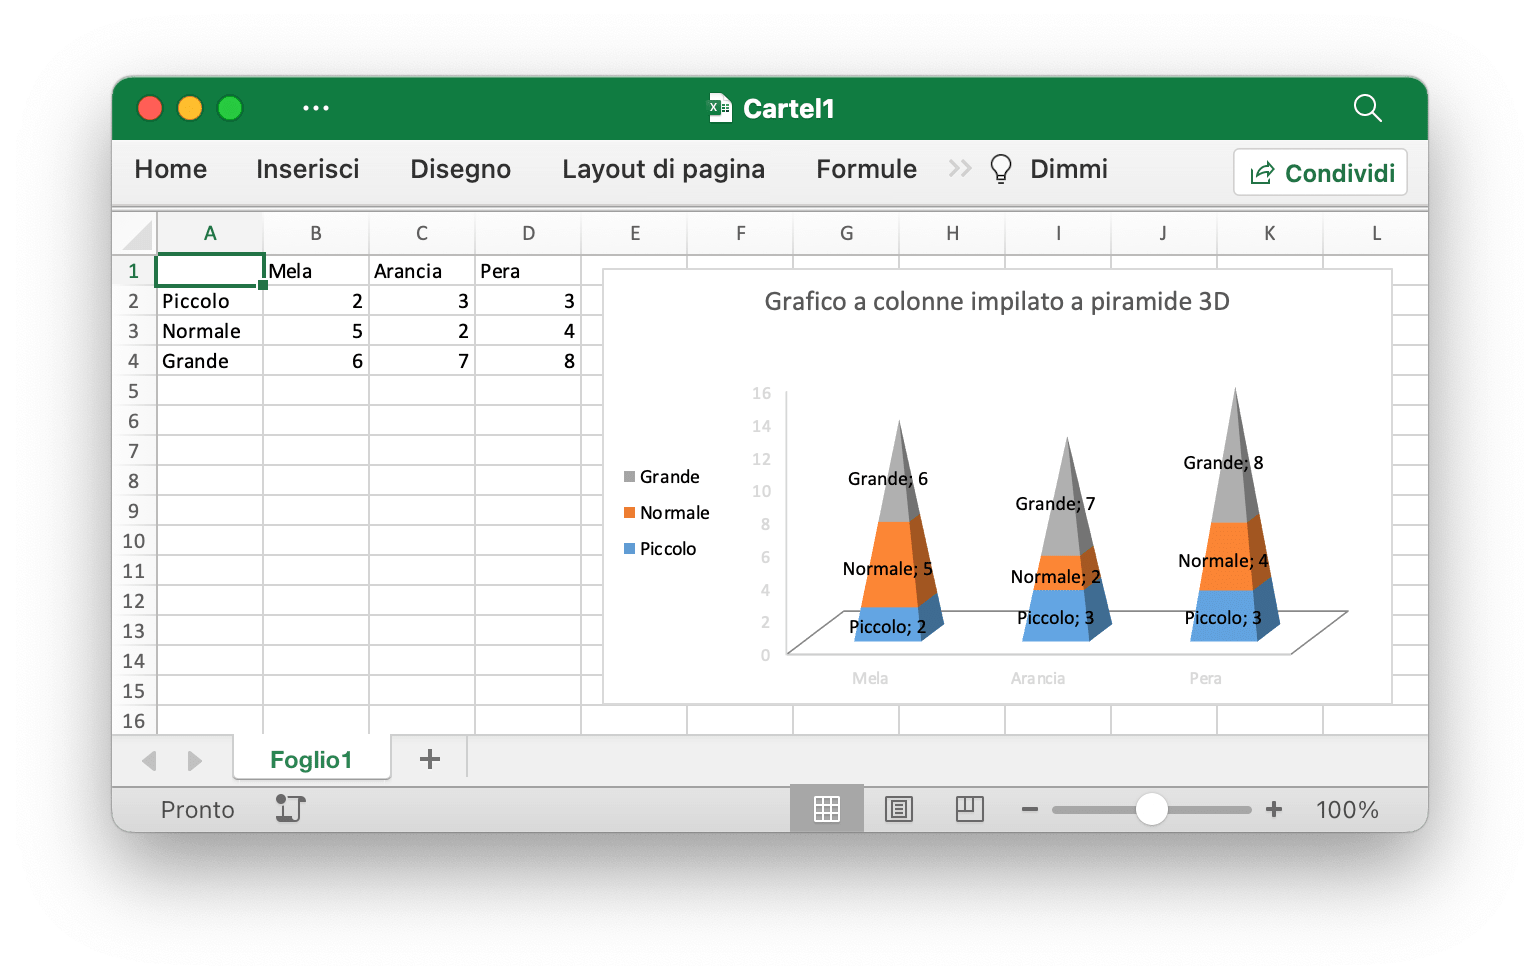 Cartel1
Home Inserisci Disegno Layout di pagina Formule Dimmi Condividi
A B C D E F G H I J K L
1 Mela Arancia Pera
2 Piccolo 2 3 3
3 Normale 5 2 4
4 Grande 6 7 8
5
6
7
8
9
10
11
12
13
14
15
16
Grafico a colonne impilato a piramide 3D
16
14
12
10
8
6
4
2
0
Grande
Normale
Piccolo
Grande; 6
Normale; 5
Piccolo; 2
Grande; 7
Normale; 2
Piccolo; 3
Grande; 8
Normale; 4
Piccolo; 3
Mela Arancia Pera
Foglio1 +
Pronto 100%